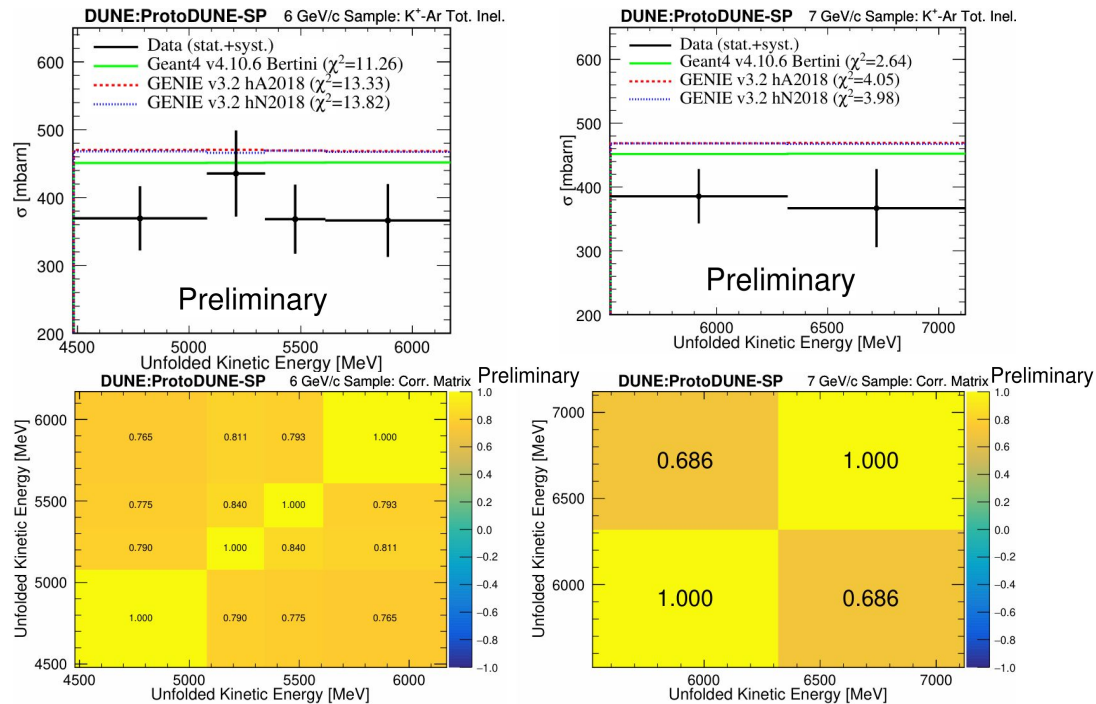 DUNE:ProtoDUNE-SP 6 GeV/c Sample: K⁺-Ar Tot. Inel.
600
500
400
300
200
σ [mbarn]
Data (stat.+syst.)
Geant4 v4.10.6 Bertini (χ²=11.26)
GENIE v3.2 hA2018 (χ²=13.33)
GENIE v3.2 hN2018 (χ²=13.82)
Preliminary
4500 5000 5500 6000
Unfolded Kinetic Energy [MeV]
DUNE:ProtoDUNE-SP 7 GeV/c Sample: K⁺-Ar Tot. Inel.
600
500
400
300
200
σ [mbarn]
Data (stat.+syst.)
Geant4 v4.10.6 Bertini (χ²=2.64)
GENIE v3.2 hA2018 (χ²=4.05)
GENIE v3.2 hN2018 (χ²=3.98)
Preliminary
6000 6500 7000
Unfolded Kinetic Energy [MeV]
DUNE:ProtoDUNE-SP 6 GeV/c Sample: Corr. Matrix Preliminary
Unfolded Kinetic Energy [MeV]
6000
5500
5000
4500
0.765 0.811 0.793 1.000
0.775 0.840 1.000 0.793
0.790 1.000 0.840 0.811
1.000 0.790 0.775 0.765
1.0
0.8
0.6
0.4
0.2
0.0
−0.2
−0.4
−0.6
−0.8
−1.0
4500 5000 5500 6000
Unfolded Kinetic Energy [MeV]
DUNE:ProtoDUNE-SP 7 GeV/c Sample: Corr. Matrix Preliminary
Unfolded Kinetic Energy [MeV]
7000
6500
6000
0.686 1.000
1.000 0.686
1.0
0.8
0.6
0.4
0.2
0.0
−0.2
−0.4
−0.6
−0.8
−1.0
6000 6500 7000
Unfolded Kinetic Energy [MeV]